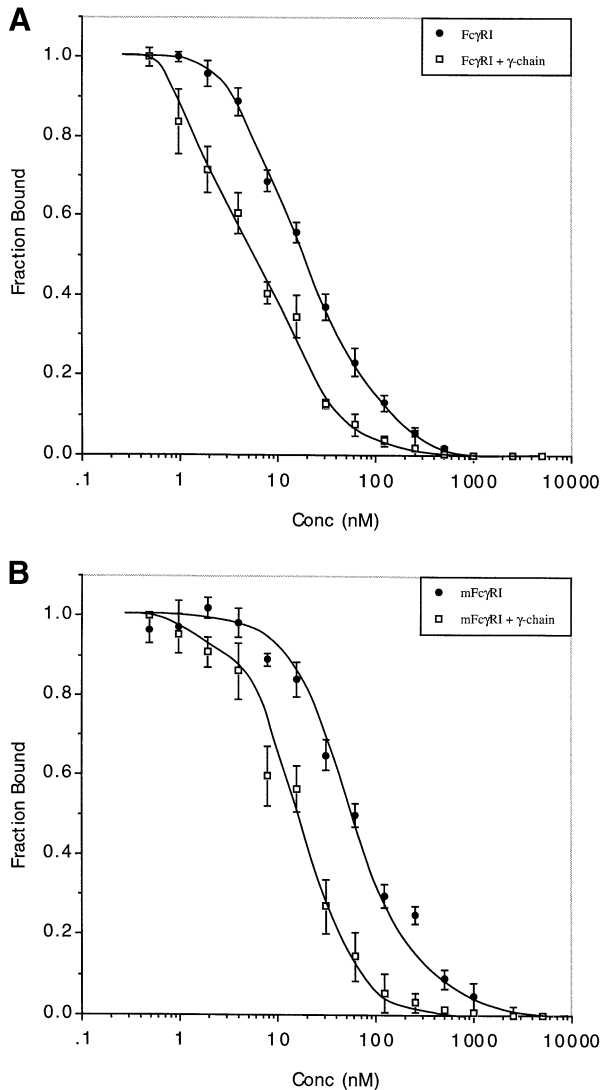 A
FcγRI
FcγRI + γ-chain
Fraction Bound
1.0
0.8
0.6
0.4
0.2
0.0
.1 1 10 100 1000 10000
Conc (nM)
B
mFcγRI
mFcγRI + γ-chain
Fraction Bound
1.0
0.8
0.6
0.4
0.2
0.0
.1 1 10 100 1000 10000
Conc (nM)